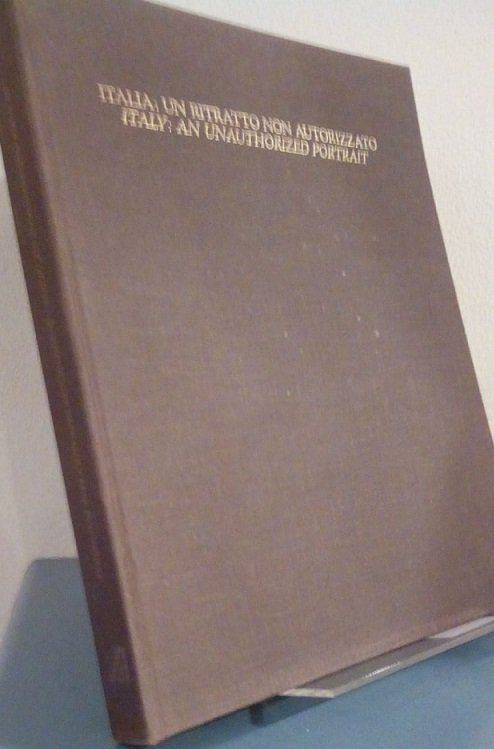 ITALIA: UN RITRATTO NON AUTORIZZATO
ITALY: AN UNAUTHORIZED PORTRAIT